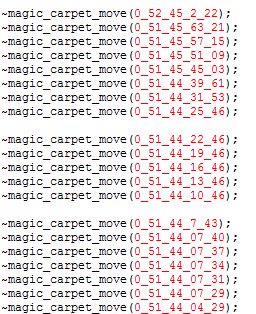 ~magic_carpet_move(0_52_45_2_22);
~magic_carpet_move(0_51_45_63_21);
~magic_carpet_move(0_51_45_57_15);
~magic_carpet_move(0_51_45_51_09);
~magic_carpet_move(0_51_45_45_03);
~magic_carpet_move(0_51_44_39_61);
~magic_carpet_move(0_51_44_31_53);
~magic_carpet_move(0_51_44_25_46);
~magic_carpet_move(0_51_44_22_46);
~magic_carpet_move(0_51_44_19_46);
~magic_carpet_move(0_51_44_16_46);
~magic_carpet_move(0_51_44_13_46);
~magic_carpet_move(0_51_44_10_46);
~magic_carpet_move(0_51_44_7_43);
~magic_carpet_move(0_51_44_07_40);
~magic_carpet_move(0_51_44_07_37);
~magic_carpet_move(0_51_44_07_34);
~magic_carpet_move(0_51_44_07_31);
~magic_carpet_move(0_51_44_07_29);
~magic_carpet_move(0_51_44_04_29);